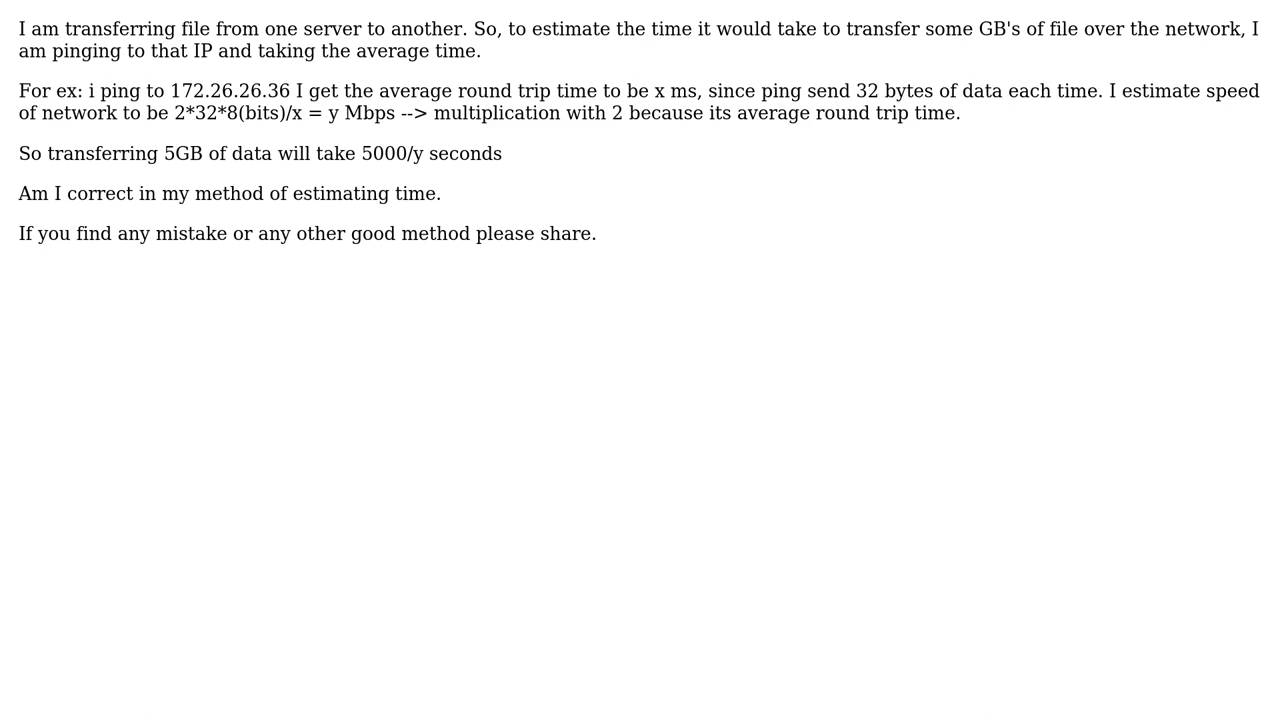 I am transferring file from one server to another. So, to estimate the time it would take to transfer some GB's of file over the network, I
am pinging to that IP and taking the average time.
For ex: i ping to 172.26.26.36 I get the average round trip time to be x ms, since ping send 32 bytes of data each time. I estimate speed
of network to be 2*32*8(bits)/x = y Mbps --> multiplication with 2 because its average round trip time.
So transferring 5GB of data will take 5000/y seconds
Am I correct in my method of estimating time.
If you find any mistake or any other good method please share.